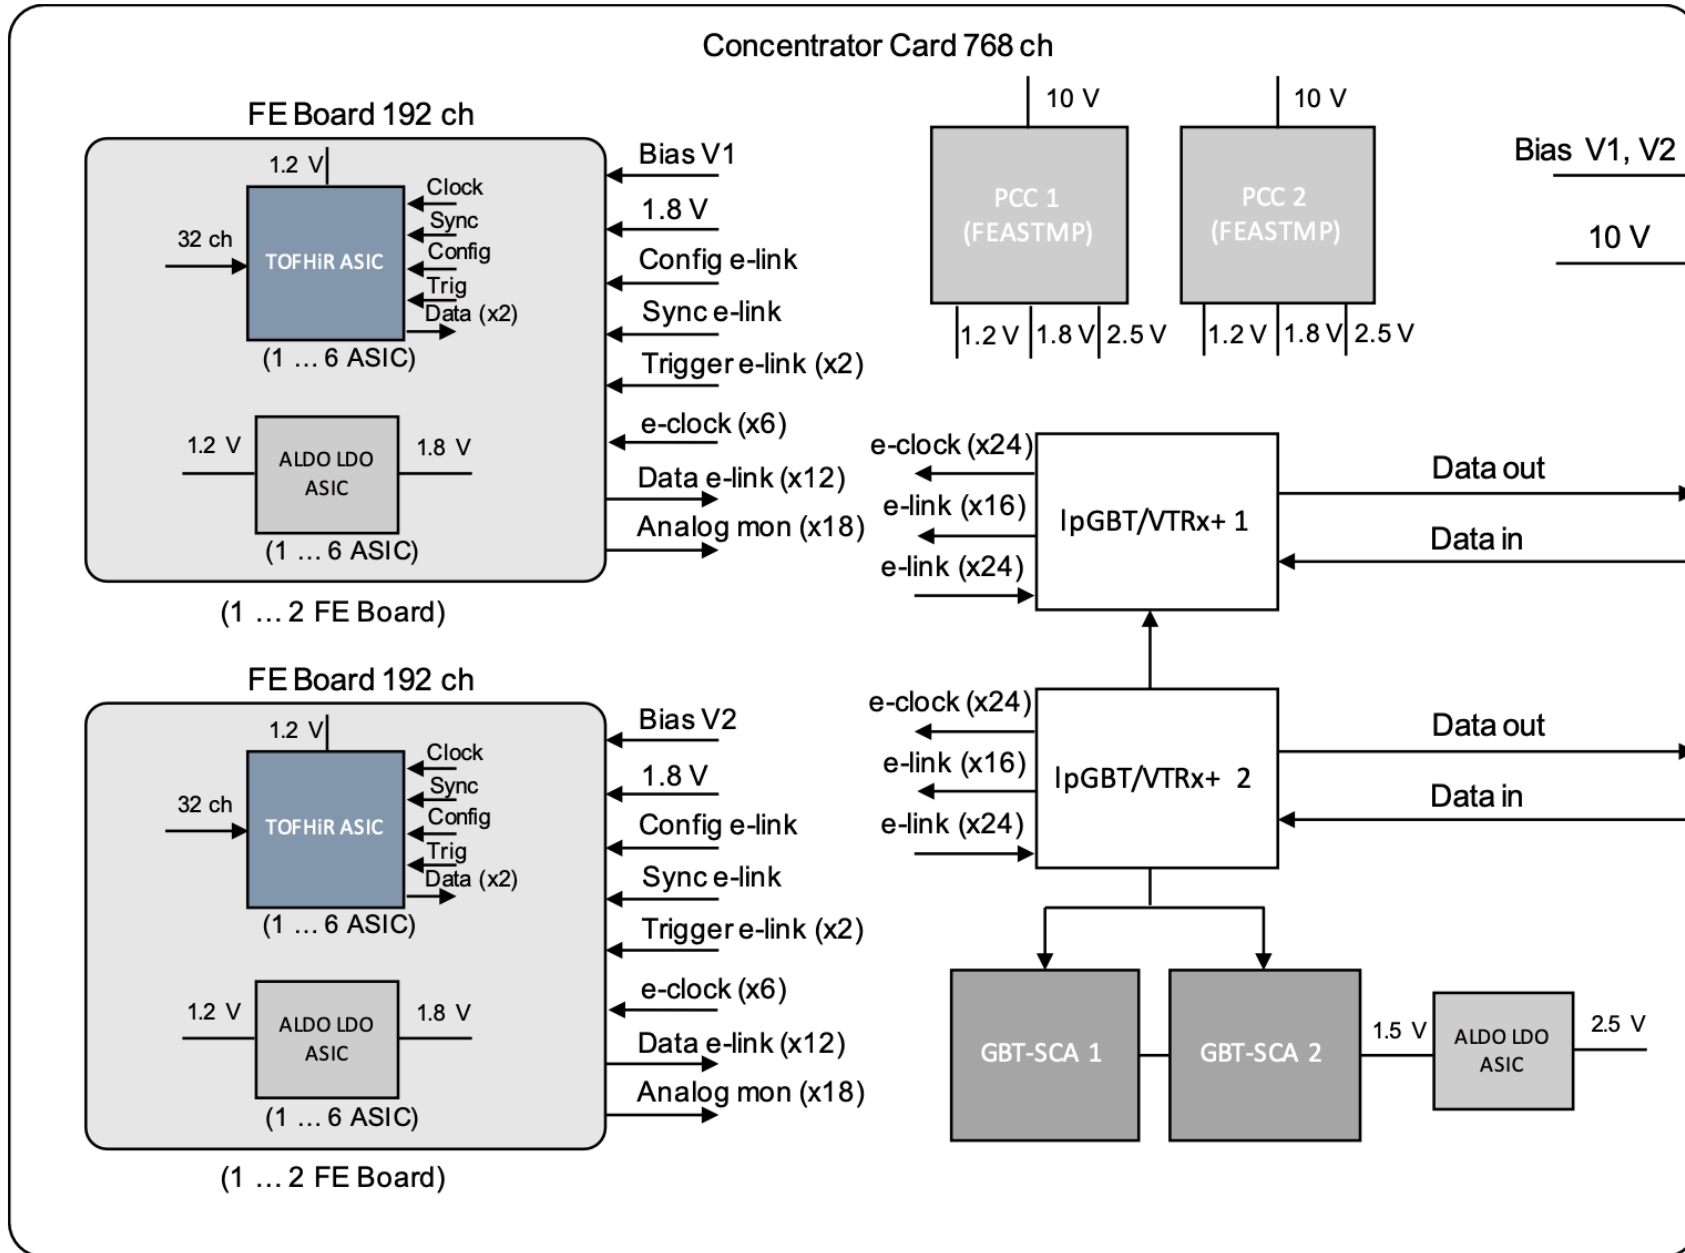 Concentrator Card 768 ch
FE Board 192 ch
1.2 V
32 ch
TOFHiR ASIC
Clock
Sync
Config
Trig
Data (x2)
(1 ... 6 ASIC)
1.2 V
ALDO LDO
ASIC
1.8 V
(1 ... 6 ASIC)
(1 ... 2 FE Board)
Bias V1
1.8 V
Config e-link
Sync e-link
Trigger e-link (x2)
e-clock (x6)
Data e-link (x12)
Analog mon (x18)
10 V
PCC 1
(FEASTMP)
1.2 V
1.8 V
2.5 V
10 V
PCC 2
(FEASTMP)
1.2 V
1.8 V
2.5 V
Bias V1, V2
10 V
e-clock (x24)
e-link (x16)
e-link (x24)
lpGBT/VTRx+ 1
Data out
Data in
FE Board 192 ch
1.2 V
32 ch
TOFHiR ASIC
Clock
Sync
Config
Trig
Data (x2)
(1 ... 6 ASIC)
1.2 V
ALDO LDO
ASIC
1.8 V
(1 ... 6 ASIC)
(1 ... 2 FE Board)
Bias V2
1.8 V
Config e-link
Sync e-link
Trigger e-link (x2)
e-clock (x6)
Data e-link (x12)
Analog mon (x18)
e-clock (x24)
e-link (x16)
e-link (x24)
lpGBT/VTRx+ 2
Data out
Data in
GBT-SCA 1
GBT-SCA 2
1.5 V
ALDO LDO
ASIC
2.5 V